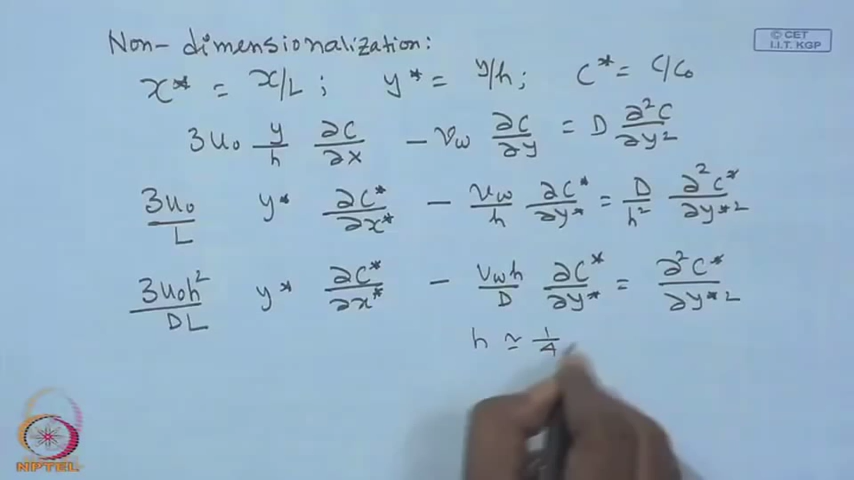 Non-dimensionalization:
© CET
I.I.T. KGP
x* = x/L ; y* = y/h; c* = c/c₀
3u₀ y/h ∂c/∂x - v_w ∂c/∂y = D ∂²c/∂y²
3u₀/L y* ∂c*/∂x* - v_w/h ∂c*/∂y* = D/h² ∂²c*/∂y*²
3u₀h²/DL y* ∂c*/∂x* - v_w h/D ∂c*/∂y* = ∂²c*/∂y*²
h ≃ 1/4
NPTEL